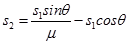 s₂ = s₁sinθ / μ − s₁cosθ